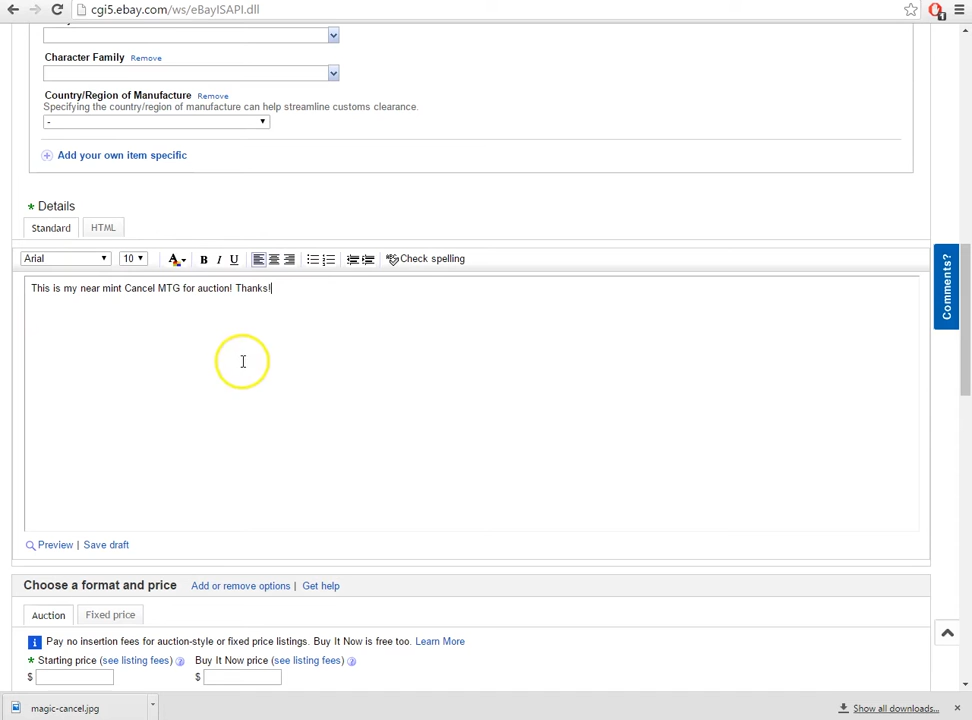 cgi5.ebay.com/ws/eBayISAPI.dll
1
Character Family Remove
Country/Region of Manufacture Remove
Specifying the country/region of manufacture can help streamline customs clearance.
-
Add your own item specific
* Details
Standard HTML
Arial 10 A B I U Check spelling
This is my near mint Cancel MTG for auction! Thanks!
Comments?
Preview | Save draft
Choose a format and price Add or remove options | Get help
Auction Fixed price
i Pay no insertion fees for auction-style or fixed price listings. Buy It Now is free too. Learn More
* Starting price (see listing fees) ? Buy It Now price (see listing fees) ?
$ $
magic-cancel.jpg Show all downloads...